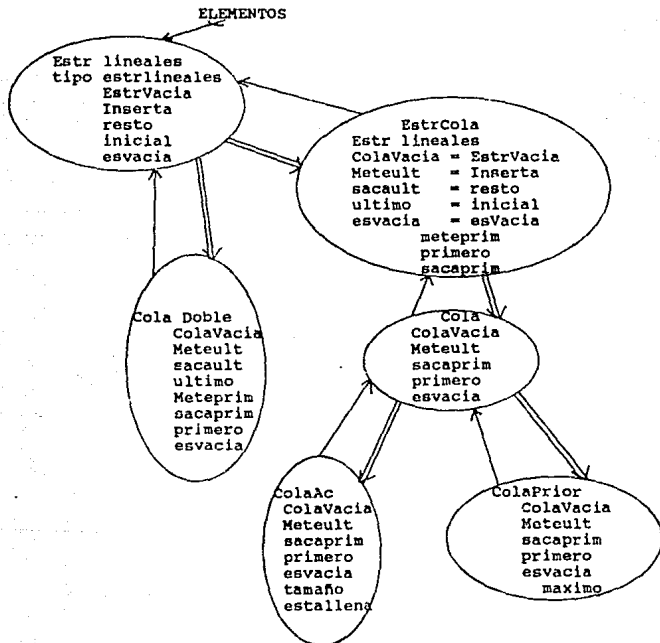 ELEMENTOS
Estr lineales
tipo estrlineales
EstrVacia
Inserta
resto
inicial
esvacia
EstrCola
Estr lineales
ColaVacia = EstrVacia
Meteult = Inserta
sacault = resto
ultimo = inicial
esvacia = esVacia
meteprim
primero
sacaprim
Cola Doble
ColaVacia
Meteult
sacault
ultimo
Meteprim
sacaprim
primero
esvacia
Cola
ColaVacia
Meteult
sacaprim
primero
esvacia
ColaAc
ColaVacia
Meteult
sacaprim
primero
esvacia
tamaño
estallena
ColaPrior
ColaVacia
Meteult
sacaprim
primero
esvacia
maximo